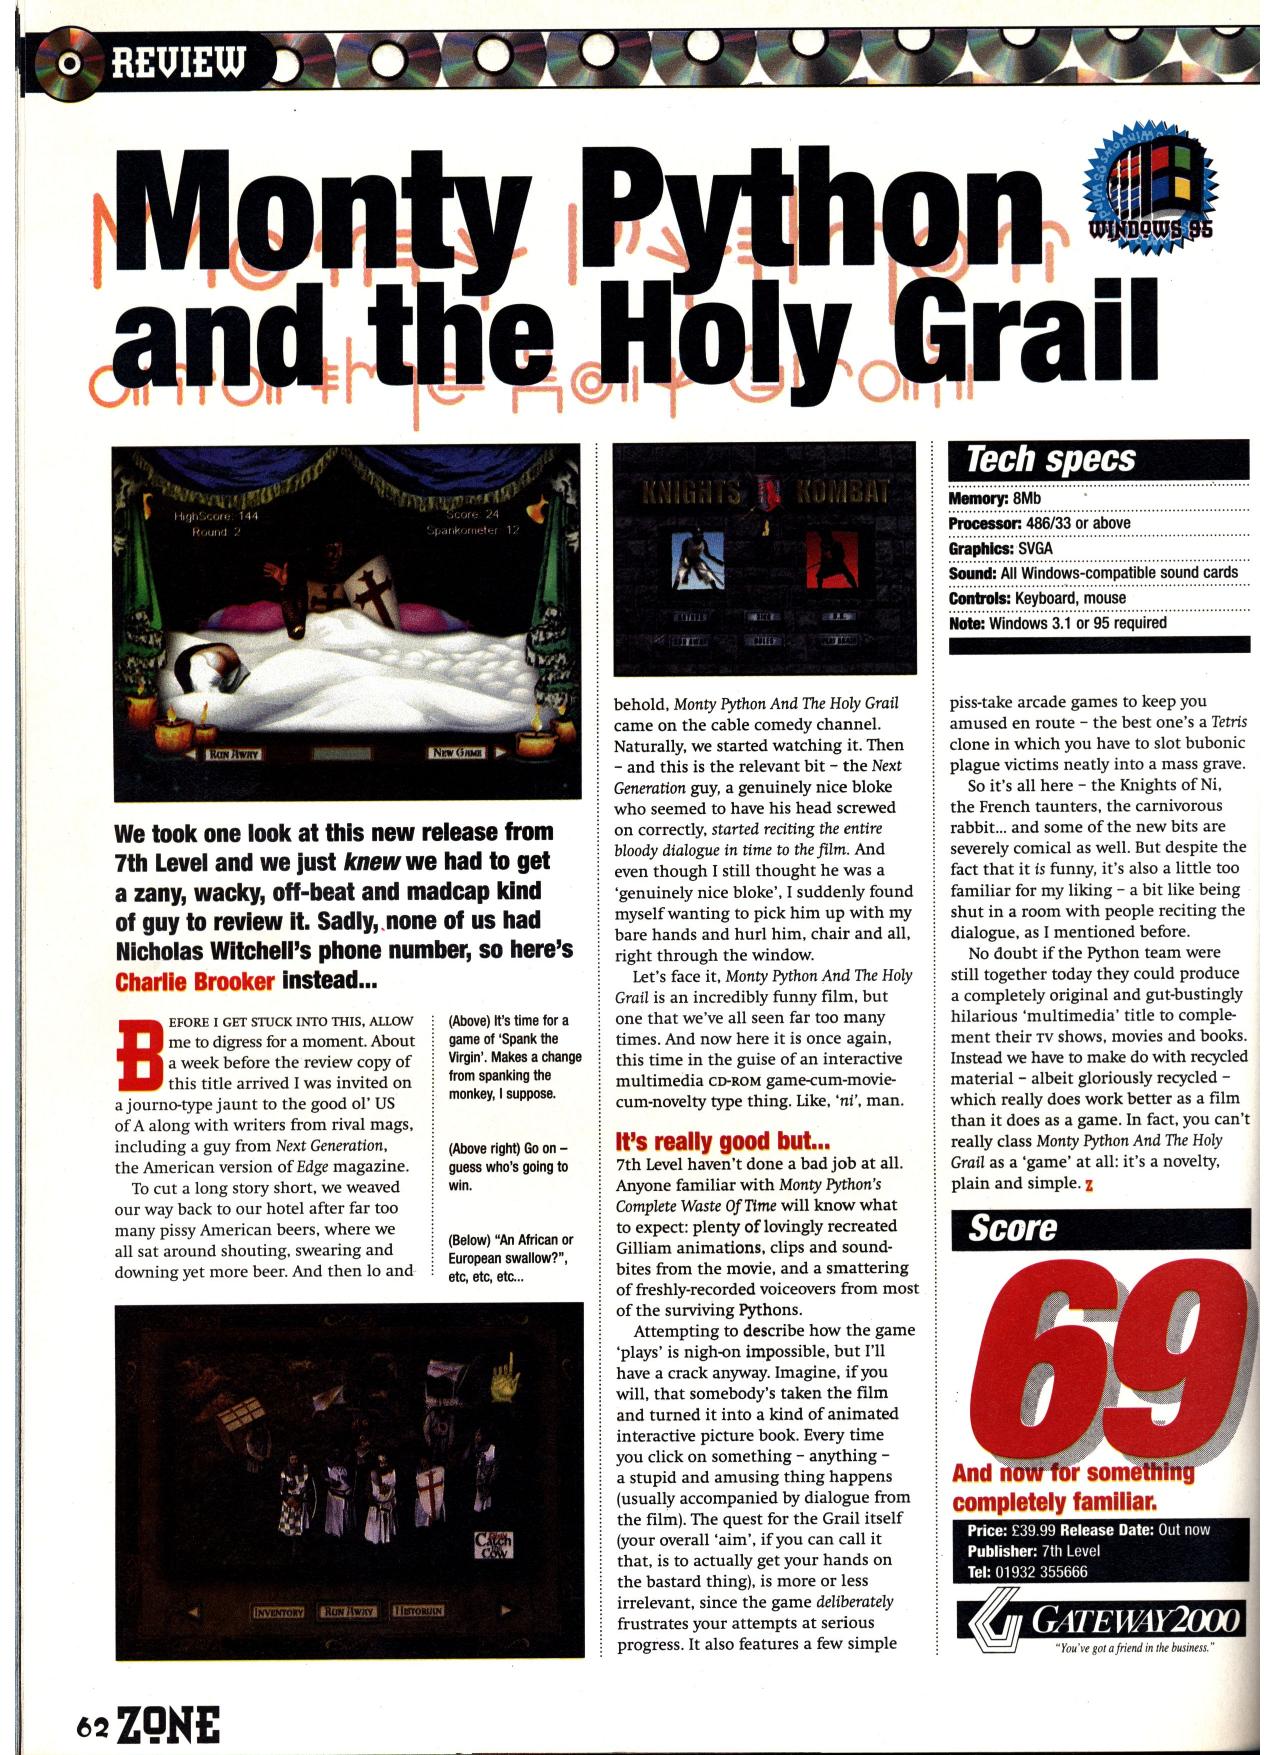 REVIEW
Monty Python
and the Holy Grail
WINDOWS 95
HighScore: 144
Round: 2
Score: 24
Spankometer: 12
RUN AWAY
NEW GAME
We took one look at this new release from
7th Level and we just knew we had to get
a zany, wacky, off-beat and madcap kind
of guy to review it. Sadly, none of us had
Nicholas Witchell's phone number, so here's
Charlie Brooker instead...
BEFORE I GET STUCK INTO THIS, ALLOW
me to digress for a moment. About
a week before the review copy of
this title arrived I was invited on
a journo-type jaunt to the good ol' US
of A along with writers from rival mags,
including a guy from Next Generation,
the American version of Edge magazine.
To cut a long story short, we weaved
our way back to our hotel after far too
many pissy American beers, where we
all sat around shouting, swearing and
downing yet more beer. And then lo and
(Above) It's time for a
game of 'Spank the
Virgin'. Makes a change
from spanking the
monkey, I suppose.
(Above right) Go on –
guess who's going to
win.
(Below) "An African or
European swallow?",
etc, etc, etc...
Catch
the
Cow
INVENTORY
RUN AWAY
HISTORIAN
KNIGHTS IN KOMBAT
behold, Monty Python And The Holy Grail
came on the cable comedy channel.
Naturally, we started watching it. Then
– and this is the relevant bit – the Next
Generation guy, a genuinely nice bloke
who seemed to have his head screwed
on correctly, started reciting the entire
bloody dialogue in time to the film. And
even though I still thought he was a
'genuinely nice bloke', I suddenly found
myself wanting to pick him up with my
bare hands and hurl him, chair and all,
right through the window.
Let's face it, Monty Python And The Holy
Grail is an incredibly funny film, but
one that we've all seen far too many
times. And now here it is once again,
this time in the guise of an interactive
multimedia CD-ROM game-cum-movie-
cum-novelty type thing. Like, 'ni', man.
It's really good but...
7th Level haven't done a bad job at all.
Anyone familiar with Monty Python's
Complete Waste Of Time will know what
to expect: plenty of lovingly recreated
Gilliam animations, clips and sound-
bites from the movie, and a smattering
of freshly-recorded voiceovers from most
of the surviving Pythons.
Attempting to describe how the game
'plays' is nigh-on impossible, but I'll
have a crack anyway. Imagine, if you
will, that somebody's taken the film
and turned it into a kind of animated
interactive picture book. Every time
you click on something – anything –
a stupid and amusing thing happens
(usually accompanied by dialogue from
the film). The quest for the Grail itself
(your overall 'aim', if you can call it
that, is to actually get your hands on
the bastard thing), is more or less
irrelevant, since the game deliberately
frustrates your attempts at serious
progress. It also features a few simple
Tech specs
Memory: 8Mb
Processor: 486/33 or above
Graphics: SVGA
Sound: All Windows-compatible sound cards
Controls: Keyboard, mouse
Note: Windows 3.1 or 95 required
piss-take arcade games to keep you
amused en route – the best one's a Tetris
clone in which you have to slot bubonic
plague victims neatly into a mass grave.
So it's all here – the Knights of Ni,
the French taunters, the carnivorous
rabbit... and some of the new bits are
severely comical as well. But despite the
fact that it is funny, it's also a little too
familiar for my liking – a bit like being
shut in a room with people reciting the
dialogue, as I mentioned before.
No doubt if the Python team were
still together today they could produce
a completely original and gut-bustingly
hilarious 'multimedia' title to comple-
ment their TV shows, movies and books.
Instead we have to make do with recycled
material – albeit gloriously recycled –
which really does work better as a film
than it does as a game. In fact, you can't
really class Monty Python And The Holy
Grail as a 'game' at all: it's a novelty,
plain and simple. Z
Score
69
And now for something
completely familiar.
Price: £39.99 Release Date: Out now
Publisher: 7th Level
Tel: 01932 355666
GATEWAY2000
"You've got a friend in the business."
62 ZONE